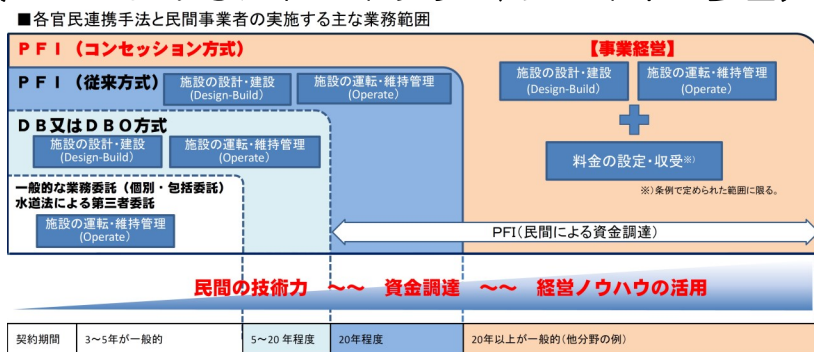 ■各官民連携手法と民間事業者の実施する主な業務範囲
ＰＦＩ（コンセッション方式）
【事業経営】
ＰＦＩ（従来方式）
施設の設計・建設
(Design-Build)
施設の運転・維持管理
(Operate)
施設の設計・建設
(Design-Build)
施設の運転・維持管理
(Operate)
ＤＢ又はＤＢＯ方式
施設の設計・建設
(Design-Build)
施設の運転・維持管理
(Operate)
料金の設定・収受※）
※）条例で定められた範囲に限る。
一般的な業務委託（個別・包括委託）
水道法による第三者委託
施設の運転・維持管理
(Operate)
PFI（民間による資金調達）
民間の技術力　～～　資金調達　～～　経営ノウハウの活用
契約期間　3～5年が一般的　5～20 年程度　20年程度　20年以上が一般的（他分野の例）